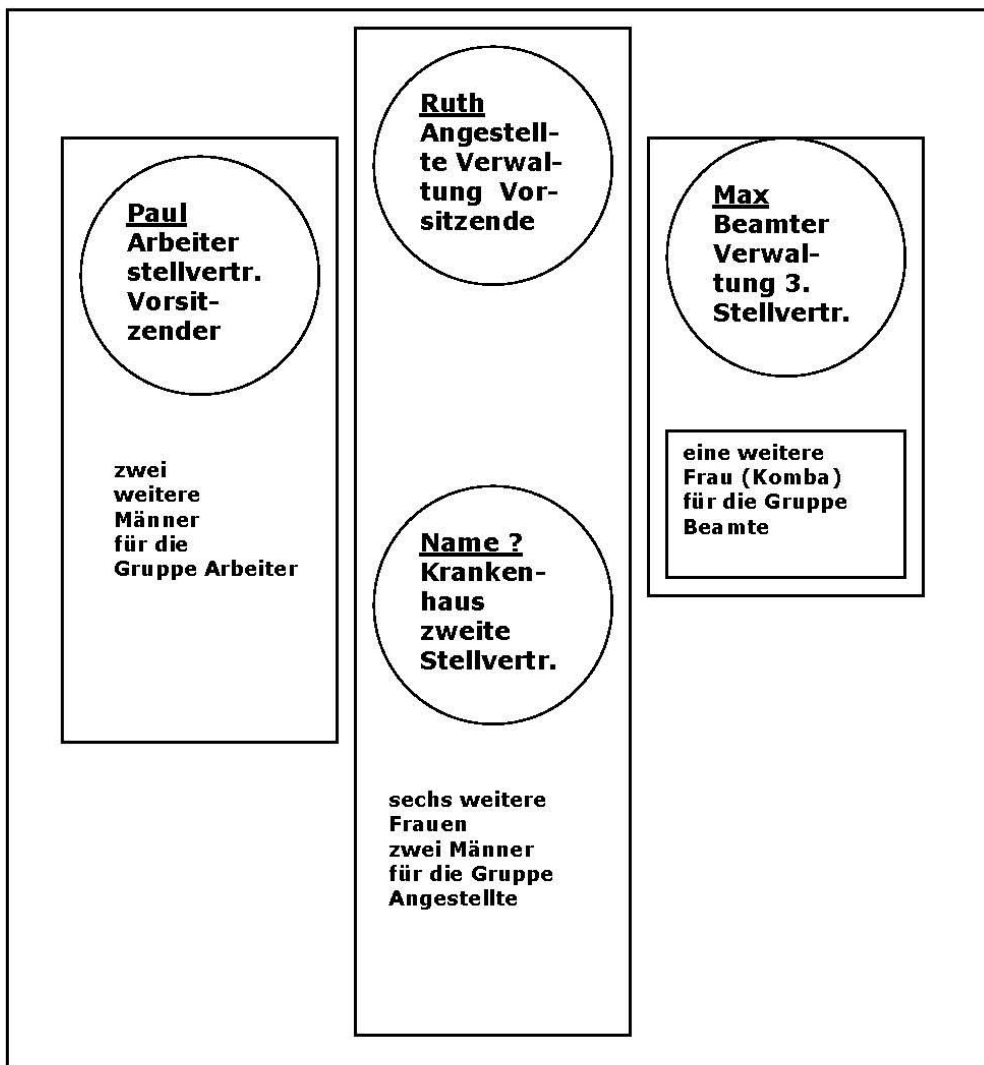 Paul
Arbeiter
stellvertr.
Vorsit-
zender
zwei
weitere
Männer
für die
Gruppe Arbeiter
Ruth
Angestell-
te Verwal-
tung Vor-
sitzende
Name ?
Kranken-
haus
zweite
Stellvertr.
sechs weitere
Frauen
zwei Männer
für die Gruppe
Angestellte
Max
Beamter
Verwal-
tung 3.
Stellvertr.
eine weitere
Frau (Komba)
für die Gruppe
Beamte